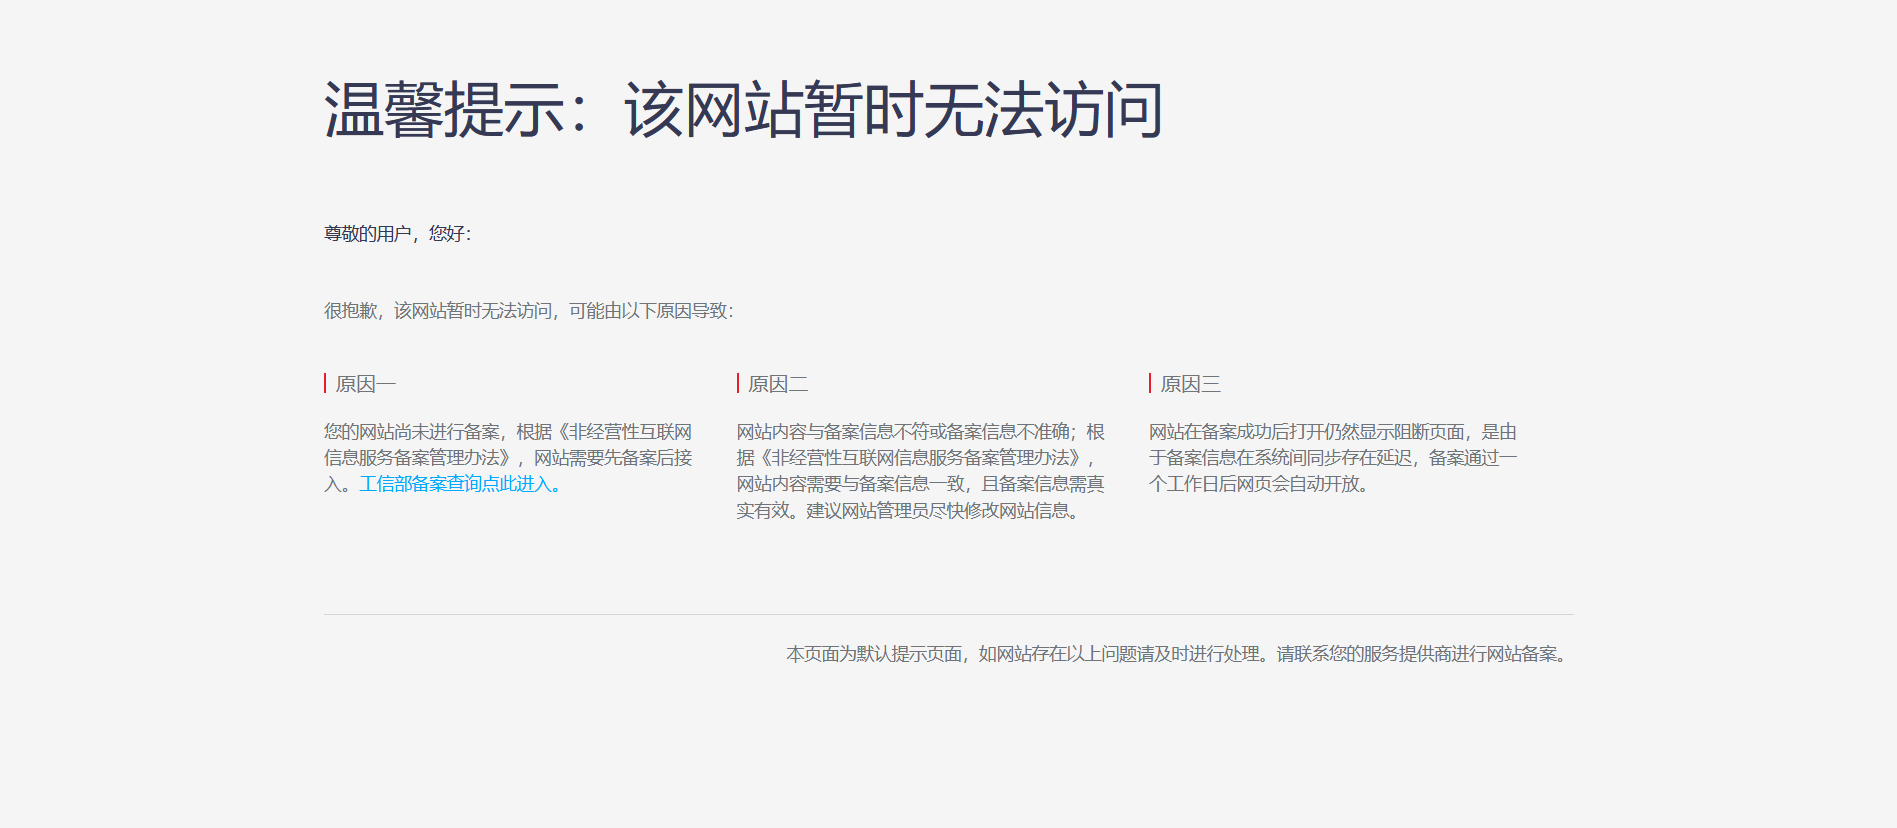 温馨提示：该网站暂时无法访问
尊敬的用户，您好：
很抱歉，该网站暂时无法访问，可能由以下原因导致：
原因一
您的网站尚未进行备案，根据《非经营性互联网
信息服务备案管理办法》，网站需要先备案后接
入。工信部备案查询点此进入。
原因二
网站内容与备案信息不符或备案信息不准确；根
据《非经营性互联网信息服务备案管理办法》，
网站内容需要与备案信息一致，且备案信息需真
实有效。建议网站管理员尽快修改网站信息。
原因三
网站在备案成功后打开仍然显示阻断页面，是由
于备案信息在系统间同步存在延迟，备案通过一
个工作日后网页会自动开放。
本页面为默认提示页面，如网站存在以上问题请及时进行处理。请联系您的服务提供商进行网站备案。